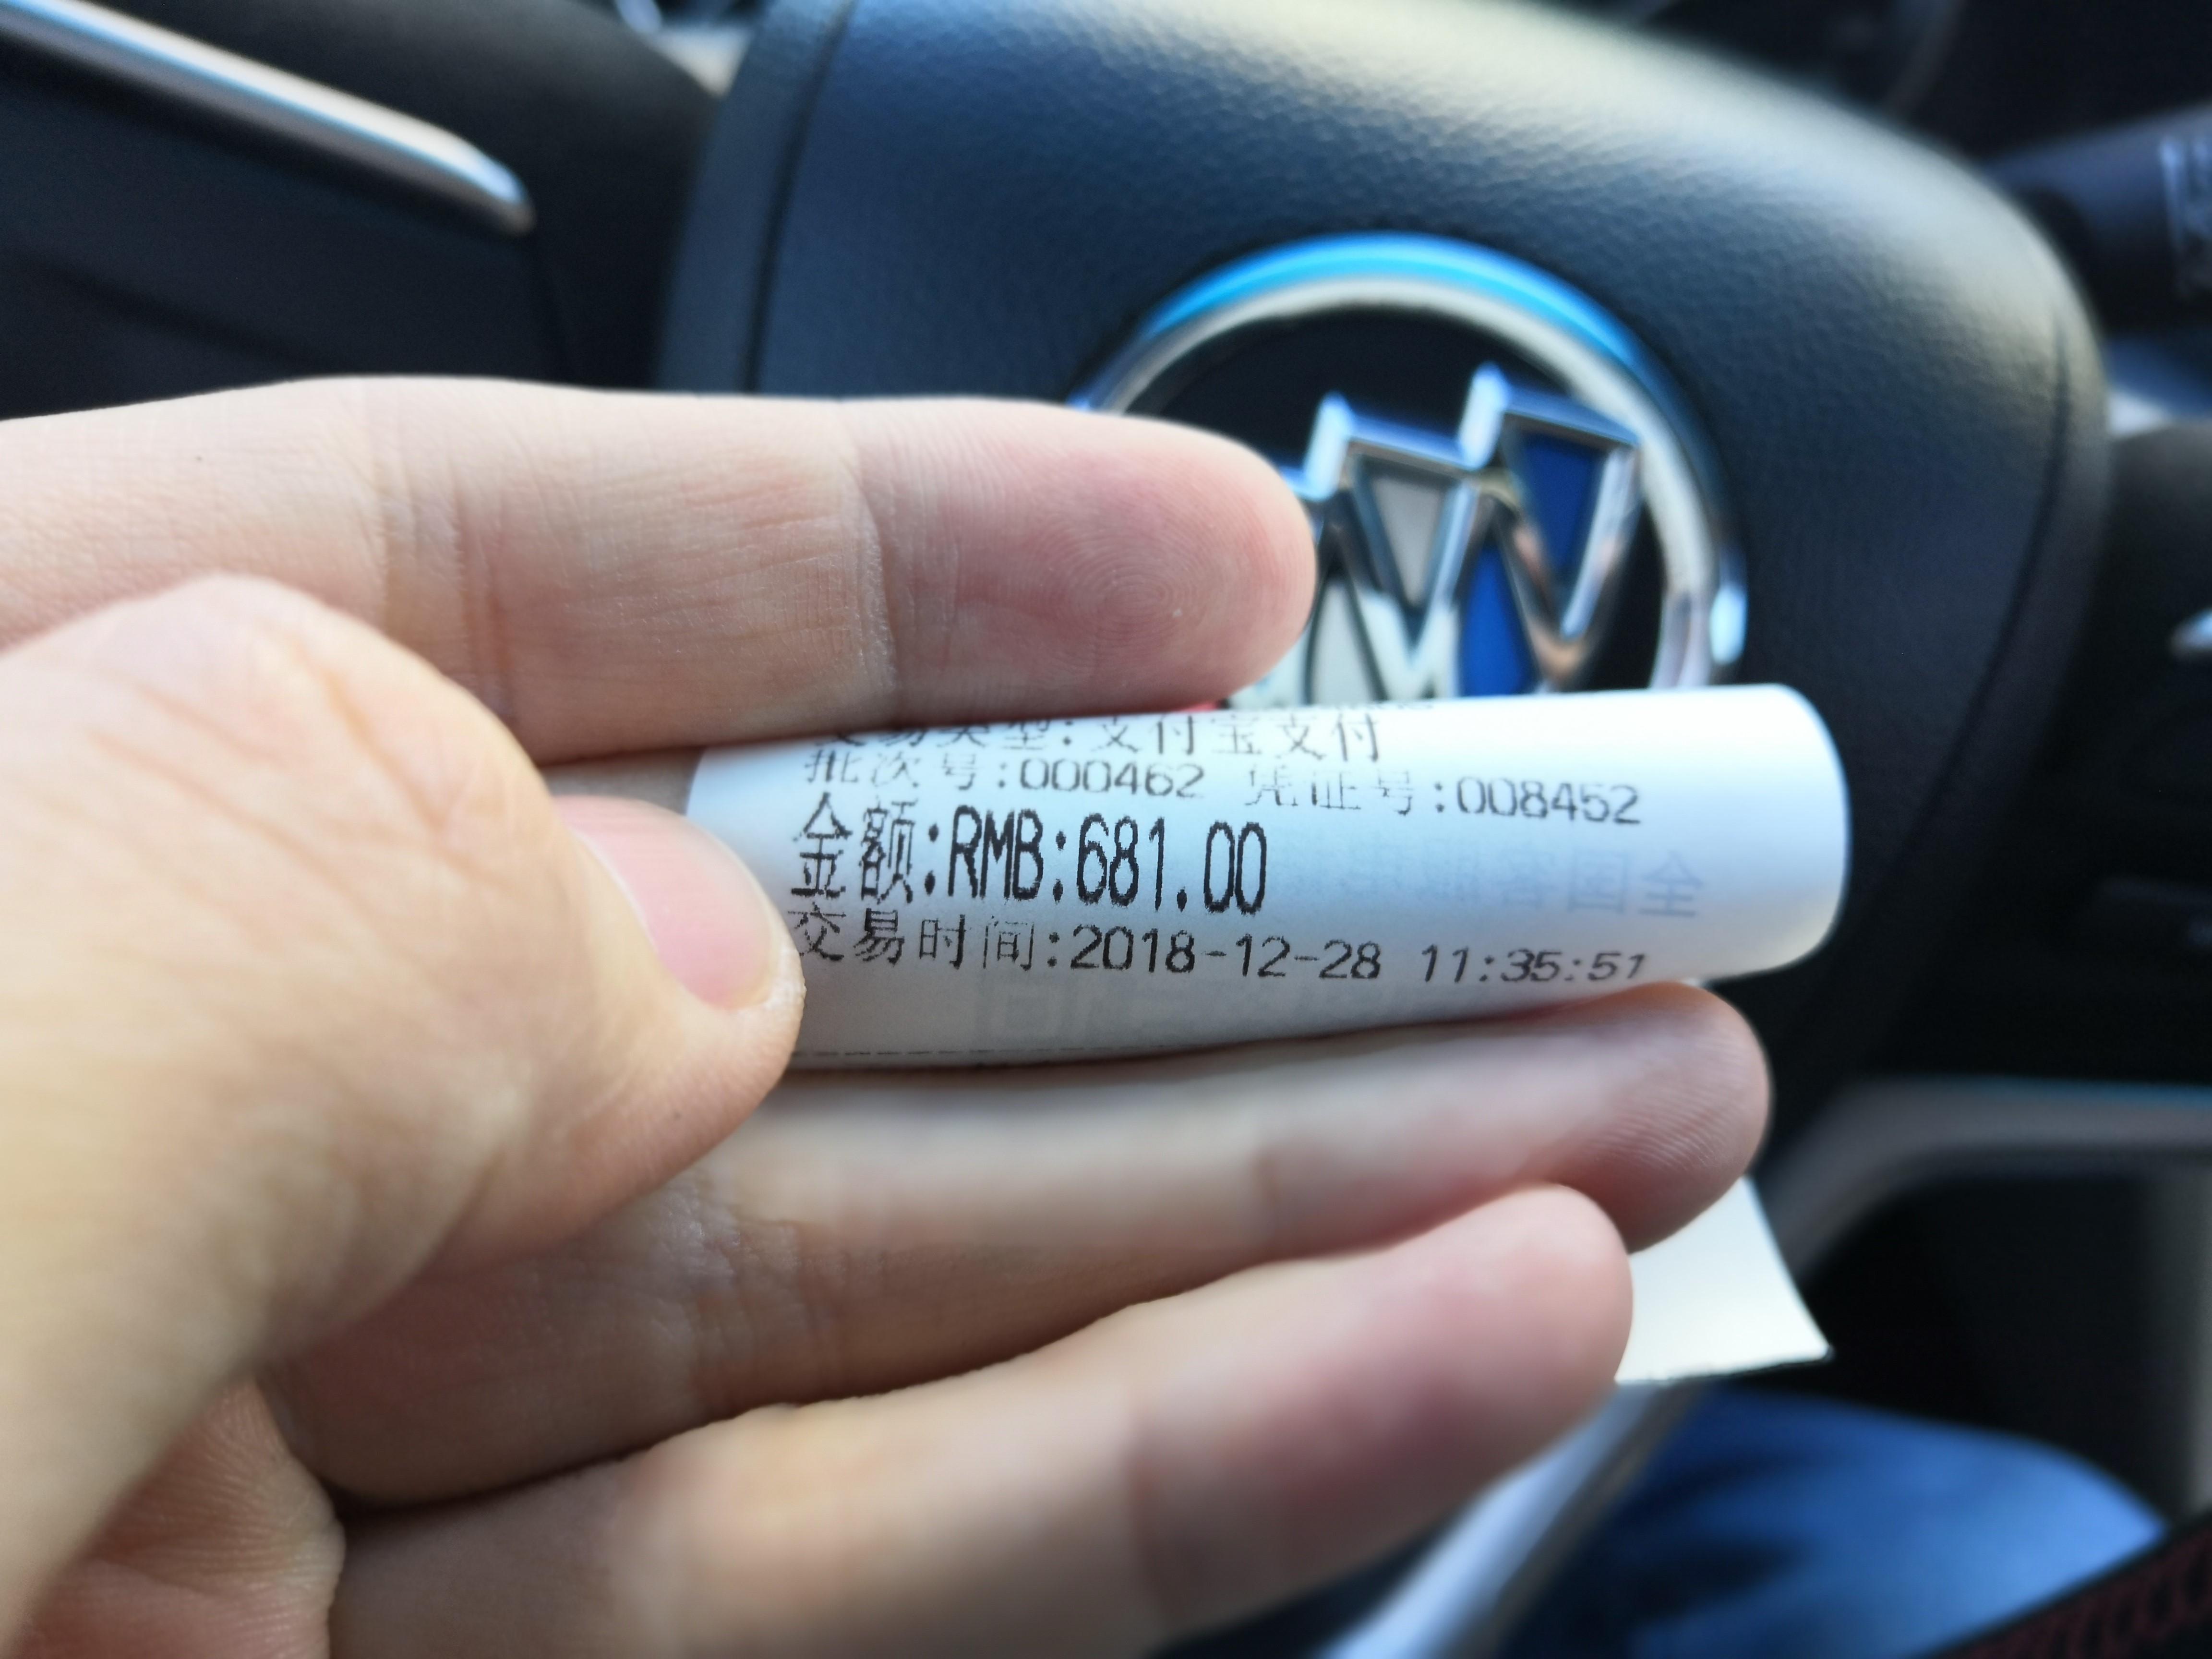 交易类型:支付宝支付
批次号:000462 凭证号:008452
金额:RMB:681.00
交易时间:2018-12-28 11:35:51